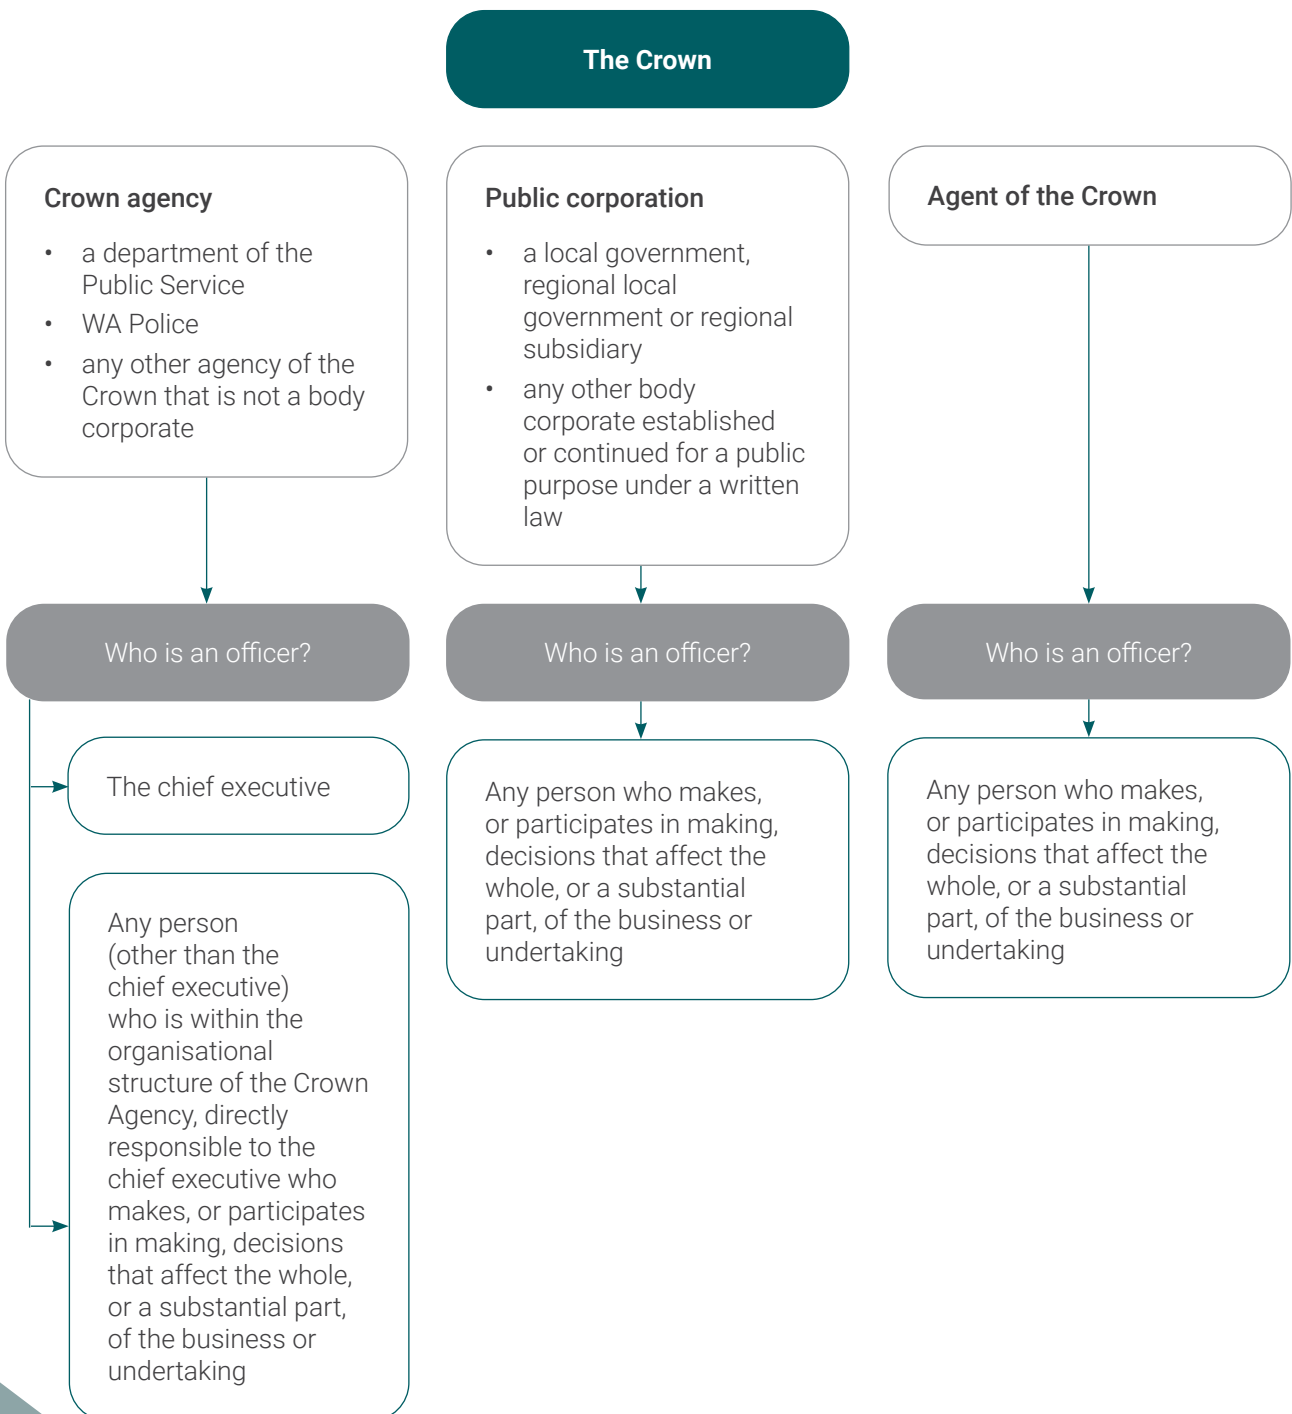 The Crown
Crown agency
• a department of the
Public Service
• WA Police
• any other agency of the
Crown that is not a body
corporate
Public corporation
• a local government,
regional local
government or regional
subsidiary
• any other body
corporate established
or continued for a public
purpose under a written
law
Agent of the Crown
Who is an officer?
The chief executive
Any person
(other than the
chief executive)
who is within the
organisational
structure of the Crown
Agency, directly
responsible to the
chief executive who
makes, or participates
in making, decisions
that affect the whole,
or a substantial part,
of the business or
undertaking
Who is an officer?
Any person who makes,
or participates in making,
decisions that affect the
whole, or a substantial
part, of the business or
undertaking
Who is an officer?
Any person who makes,
or participates in making,
decisions that affect the
whole, or a substantial
part, of the business or
undertaking